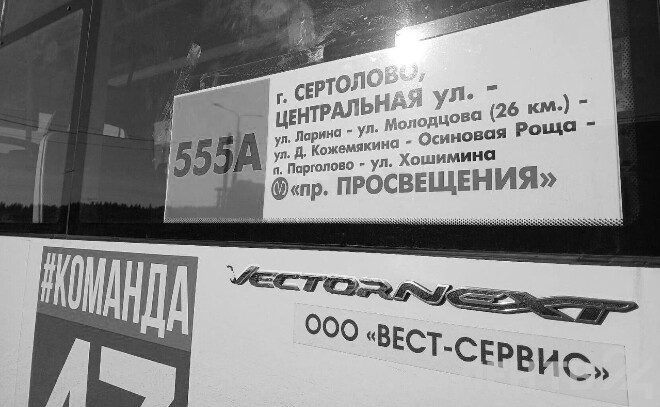 555А
г. СЕРТОЛОВО,
ЦЕНТРАЛЬНАЯ ул. -
ул. Ларина - ул. Молодцова (26 км.) -
ул. Д. Кожемякина - Осиновая Роща -
п. Парголово - ул. Хошимина
«пр. ПРОСВЕЩЕНИЯ»
#КОМАНДА
47
VECTORNEXT
ООО «ВЕСТ-СЕРВИС»